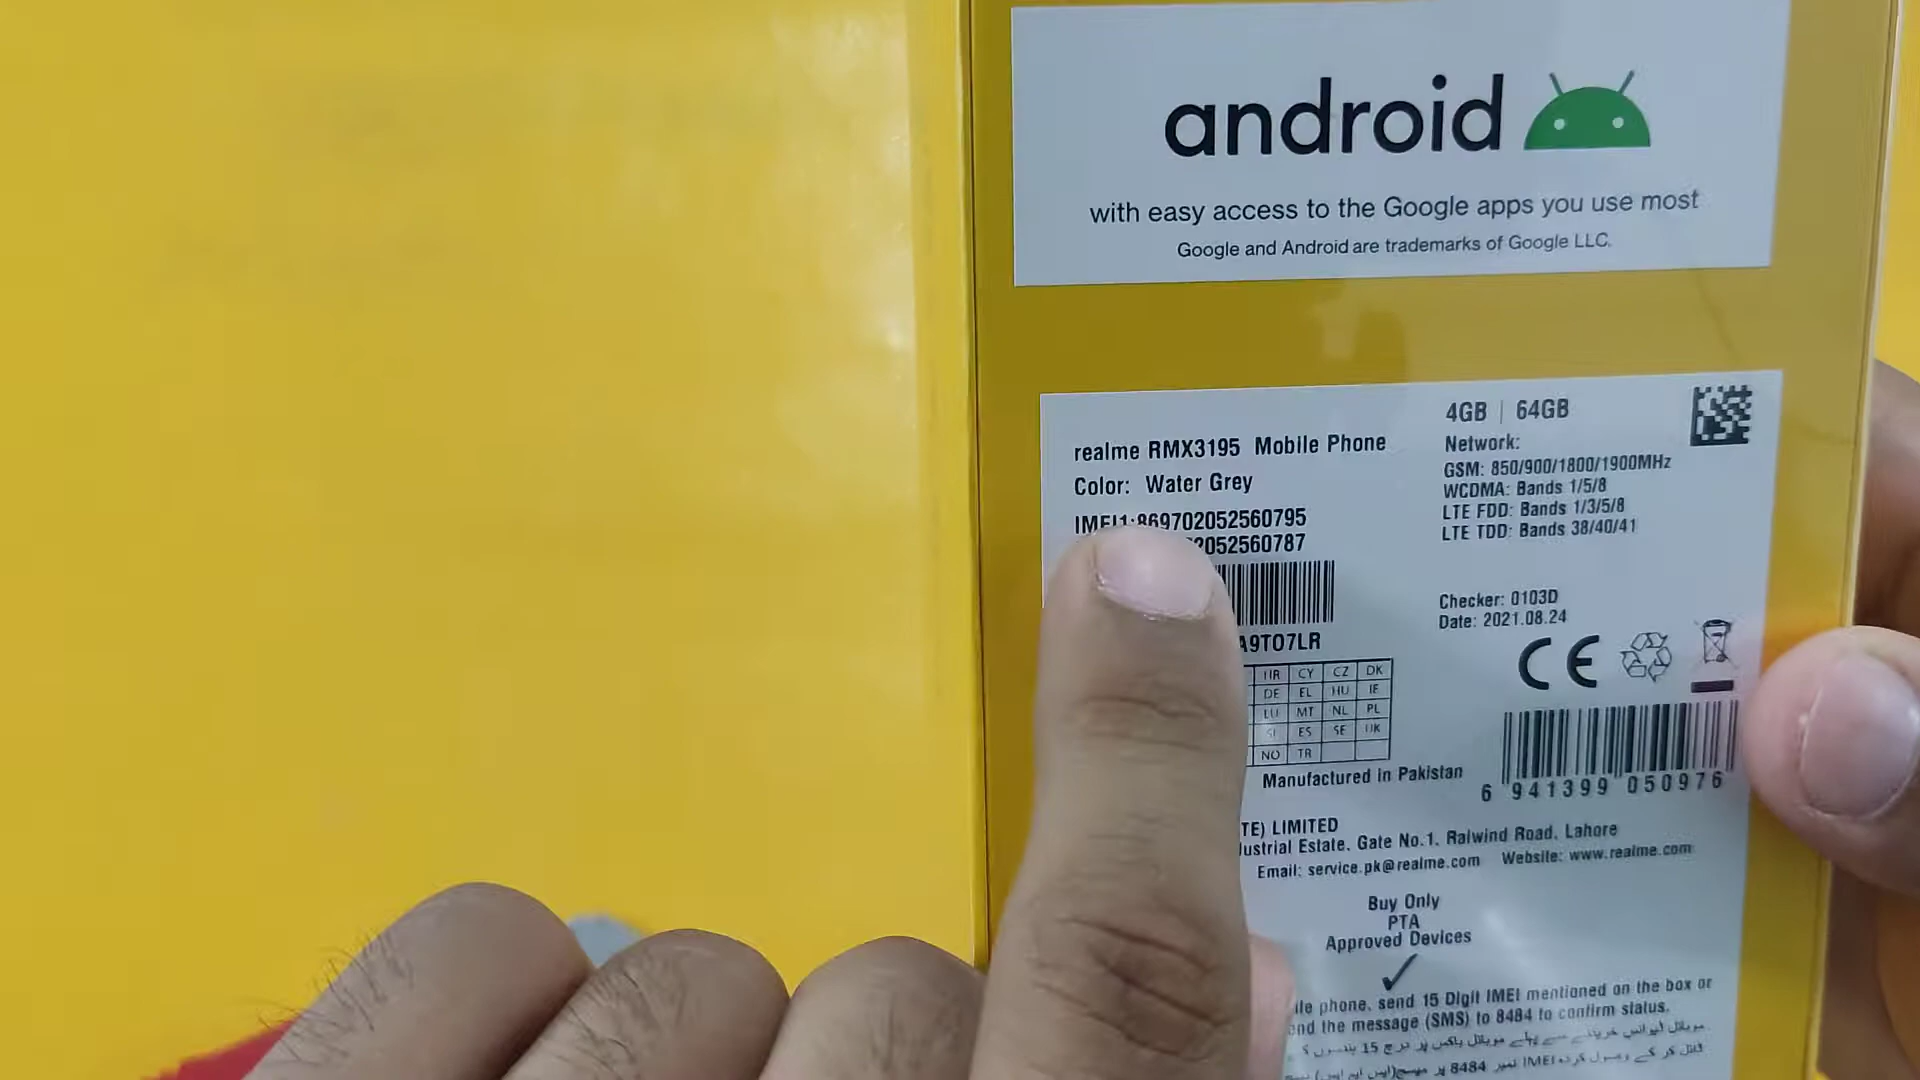 android
with easy access to the Google apps you use most
Google and Android are trademarks of Google LLC.
realme RMX3195 Mobile Phone
Color: Water Grey
IMEI1:869702052560795
052560787
A9TO7LR
4GB | 64GB
Network:
GSM: 850/900/1800/1900MHz
WCDMA: Bands 1/5/8
LTE FDD: Bands 1/3/5/8
LTE TDD: Bands 38/40/41
Checker: 0103D
Date: 2021.08.24
CE
HR CY CZ DK
DE EL HU IE
LU MT NL PL
SI ES SE UK
NO TR
Manufactured in Pakistan
6 941399 050976
TE) LIMITED
ustrial Estate. Gate No.1. Raiwind Road. Lahore
Email: service.pk@realme.com Website: www.realme.com
Buy Only
PTA
Approved Devices
phone, send 15 Digit IMEI mentioned on the box or
nd the message (SMS) to 8484 to confirm status.